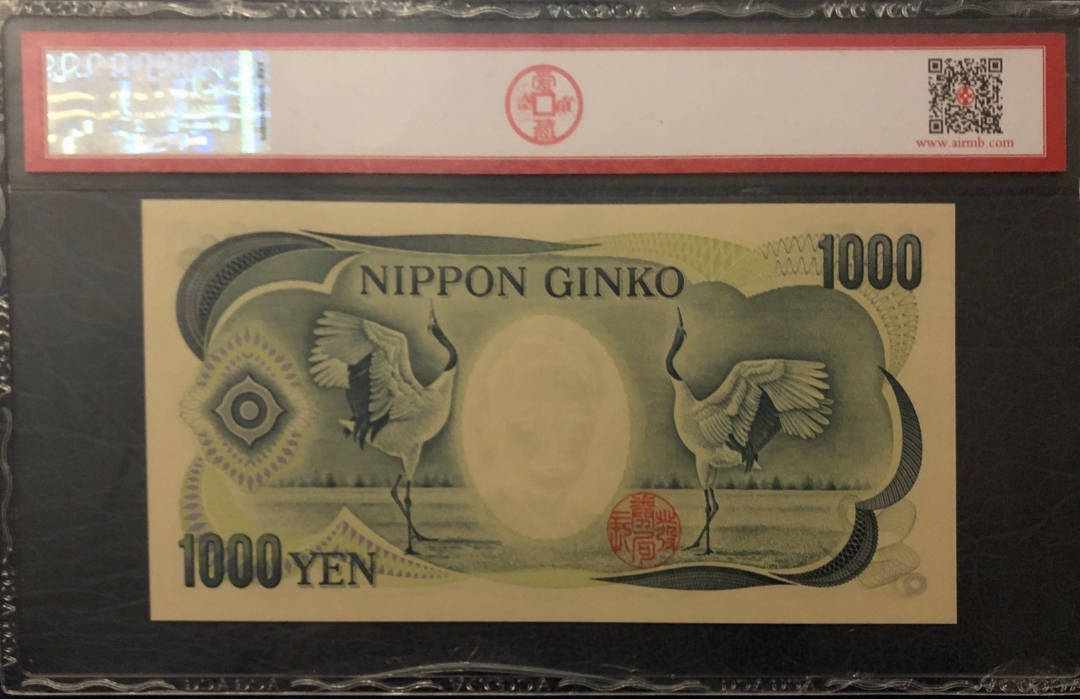 www.airmb.com
NIPPON GINKO
1000
1000 YEN